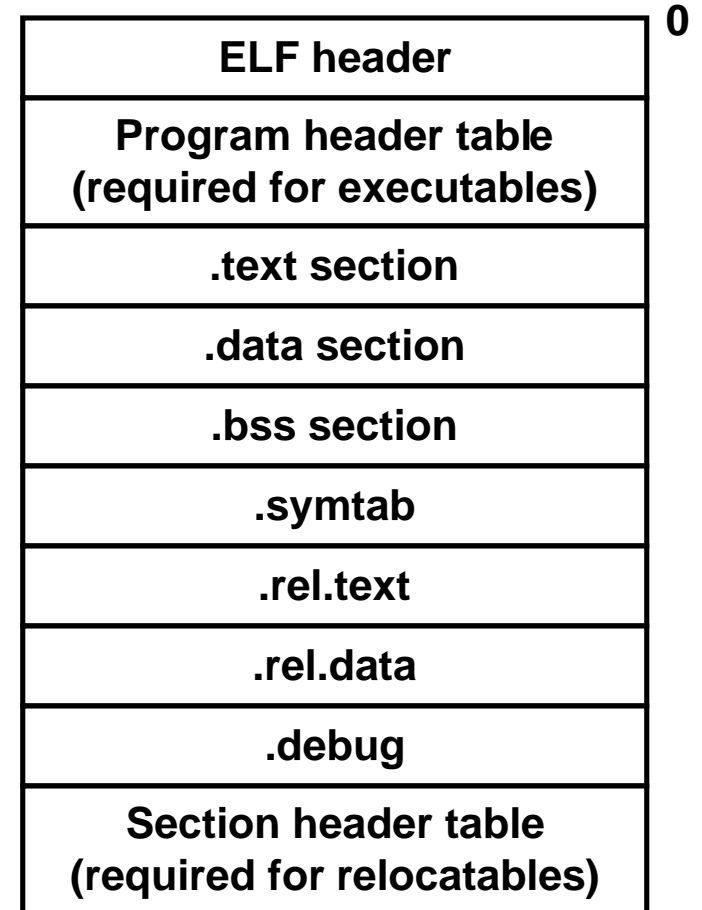 0
ELF header
Program header table
(required for executables)
.text section
.data section
.bss section
.symtab
.rel.text
.rel.data
.debug
Section header table
(required for relocatables)